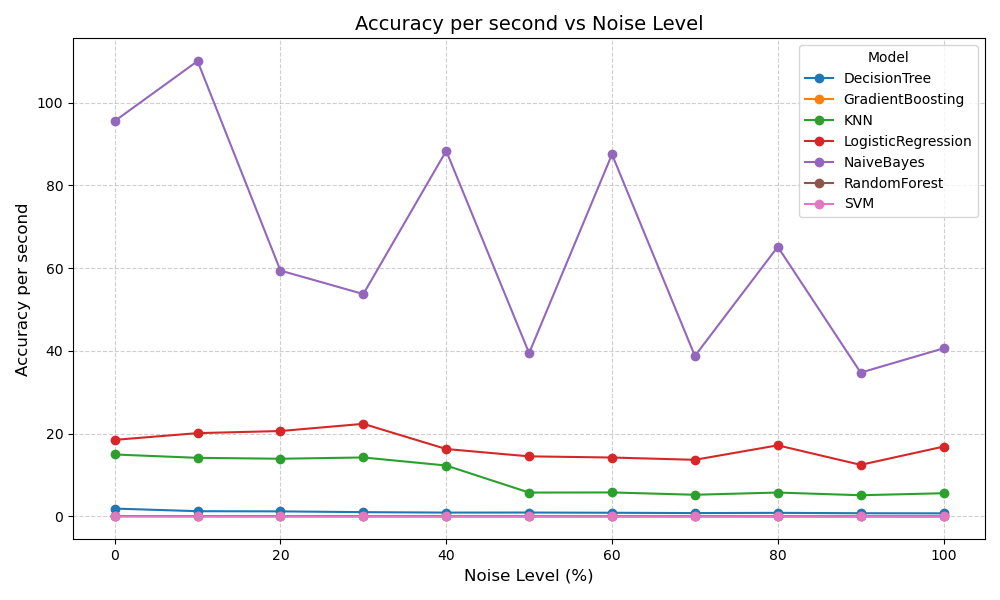 Accuracy per second vs Noise Level
Model
DecisionTree
GradientBoosting
KNN
LogisticRegression
NaiveBayes
RandomForest
SVM
Accuracy per second
100
80
60
40
20
0
0 20 40 60 80 100
Noise Level (%)